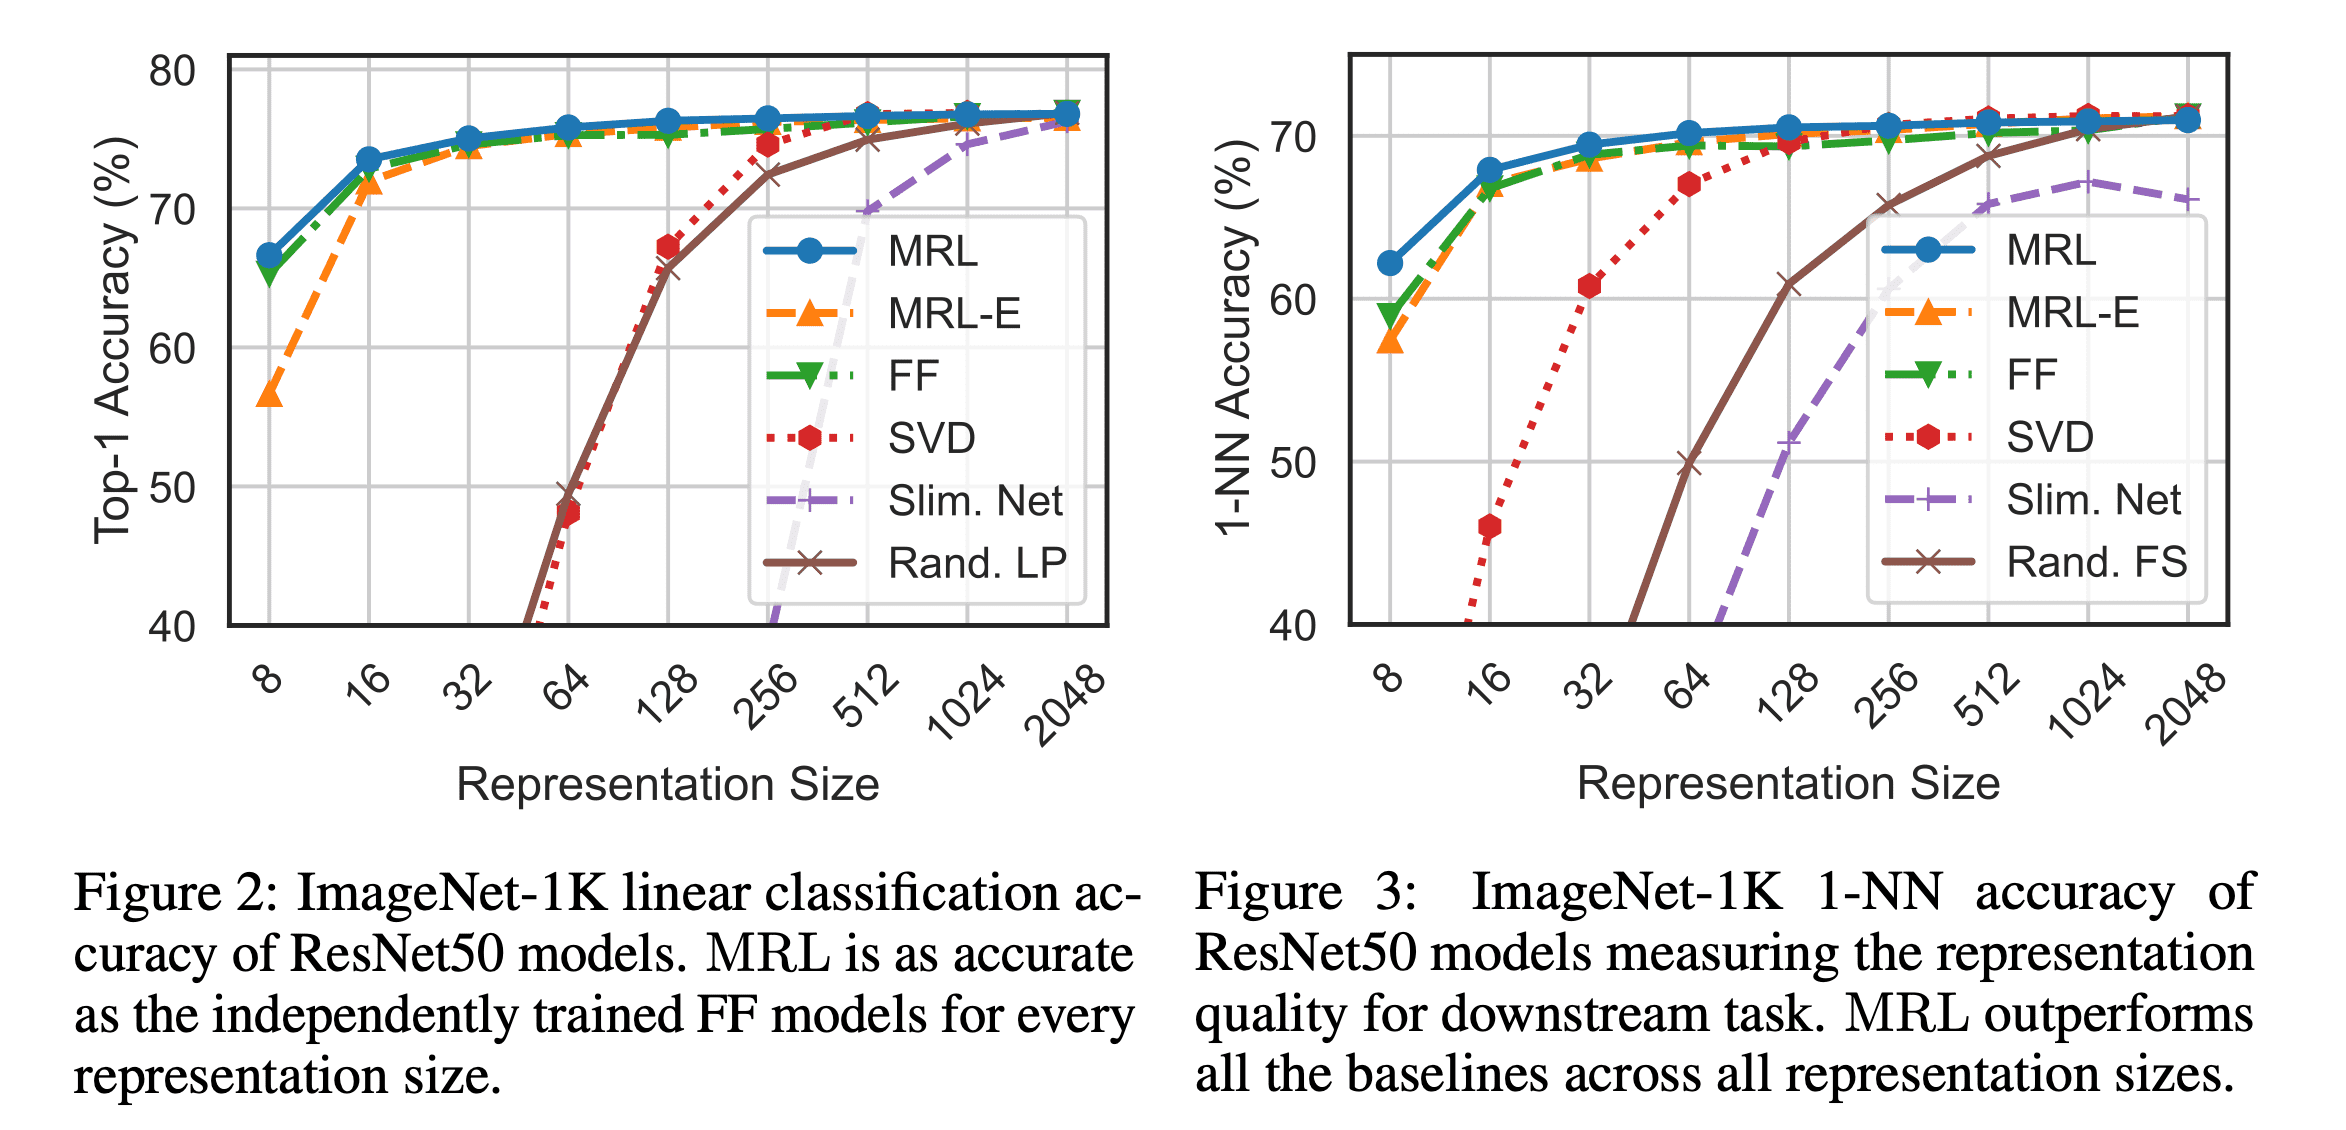 80
70
60
50
40
Top-1 Accuracy (%)
MRL
MRL-E
FF
SVD
Slim. Net
Rand. LP
8 16 32 64 128 256 512 1024 2048
Representation Size
70
60
50
40
1-NN Accuracy (%)
MRL
MRL-E
FF
SVD
Slim. Net
Rand. FS
8 16 32 64 128 256 512 1024 2048
Representation Size
Figure 2: ImageNet-1K linear classification ac-
curacy of ResNet50 models. MRL is as accurate
as the independently trained FF models for every
representation size.
Figure 3: ImageNet-1K 1-NN accuracy of
ResNet50 models measuring the representation
quality for downstream task. MRL outperforms
all the baselines across all representation sizes.